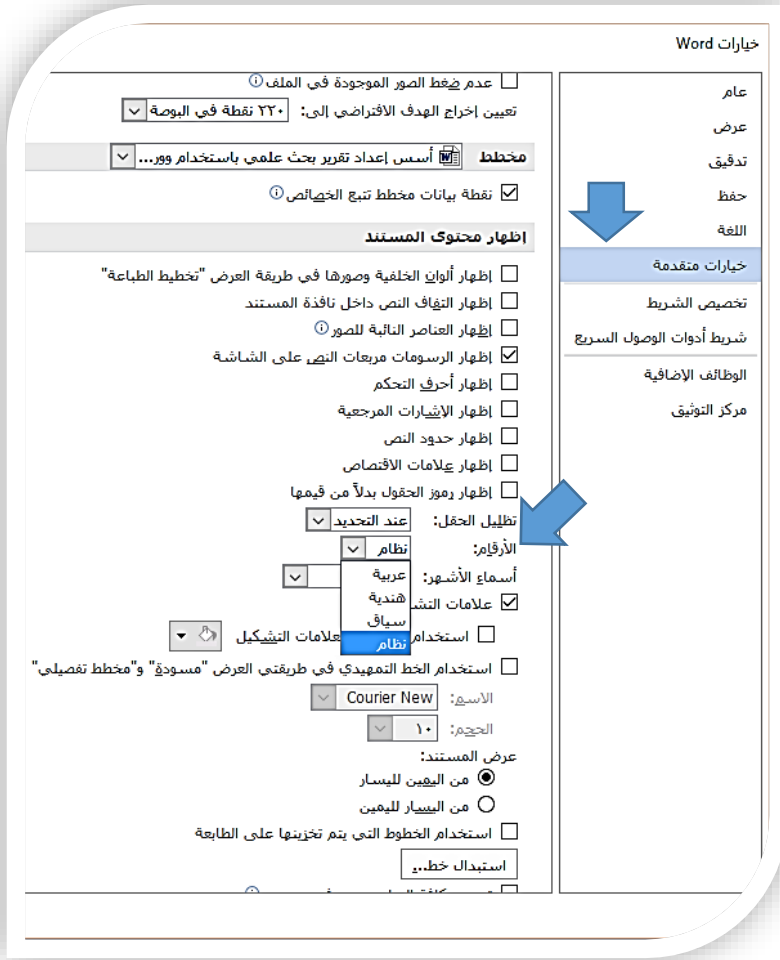 خيارات Word
عام
عرض
تدقيق
حفظ
اللغة
خيارات متقدمة
تخصيص الشريط
شريط أدوات الوصول السريع
الوظائف الإضافية
مركز التوثيق
عدم ضغط الصور الموجودة في الملف
تعيين إخراج الهدف الافتراضي إلى: ٢٢٠ نقطة في البوصة
مخطط أسس إعداد تقرير بحث علمي باستخدام وور...
نقطة بيانات مخطط تتبع الخصائص
إظهار محتوى المستند
إظهار ألوان الخلفية وصورها في طريقة العرض "تخطيط الطباعة"
إظهار التفاف النص داخل نافذة المستند
إظهار العناصر النائبة للصور
إظهار الرسومات مربعات النص على الشاشة
إظهار أحرف التحكم
إظهار الإشارات المرجعية
إظهار حدود النص
إظهار علامات الاقتصاص
إظهار رموز الحقول بدلاً من قيمها
تظليل الحقل: عند التحديد
الأرقام: نظام
أسماء الأشهر:
عربية
هندية
سياق
نظام
علامات
استخدام علامات التشكيل
استخدام الخط التمهيدي في طريقتي العرض "مسودة" و"مخطط تفصيلي"
الاسم: Courier New
الحجم: ١٠
عرض المستند:
من اليمين لليسار
من اليسار لليمين
استخدام الخطوط التي يتم تخزينها على الطابعة
استبدال خط...